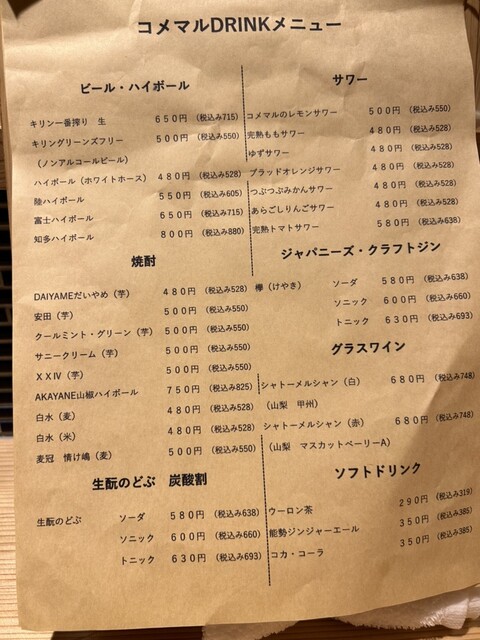 コメマルDRINKメニュー
ビール・ハイボール
キリン一番搾り　生　650円（税込み715）
キリングリーンズフリー　500円（税込み550）
（ノンアルコールビール）
ハイボール（ホワイトホース）　480円（税込み528）
陸ハイボール　550円（税込み605）
富士ハイボール　650円（税込み715）
知多ハイボール　800円（税込み880）
焼酎
DAIYAMEだいやめ（芋）　480円（税込み528）
安田（芋）　500円（税込み550）
クールミント・グリーン（芋）　500円（税込み550）
サニークリーム（芋）　500円（税込み550）
ⅩⅩⅣ（芋）　500円（税込み550）
AKAYANE山椒ハイボール　750円（税込み825）
白水（麦）　480円（税込み528）
白水（米）　480円（税込み528）
麦冠　情け嶋（麦）　500円（税込み550）
生酛のどぶ　炭酸割
生酛のどぶ　ソーダ　580円（税込み638）
ソニック　600円（税込み660）
トニック　630円（税込み693）
サワー
コメマルのレモンサワー　500円（税込み550）
完熟ももサワー　480円（税込み528）
ゆずサワー　480円（税込み528）
ブラッドオレンジサワー　480円（税込み528）
つぶつぶみかんサワー　480円（税込み528）
あらごしりんごサワー　480円（税込み528）
完熟トマトサワー　580円（税込み638）
ジャパニーズ・クラフトジン
欅（けやき）　ソーダ　580円（税込み638）
ソニック　600円（税込み660）
トニック　630円（税込み693）
グラスワイン
シャトーメルシャン（白）　680円（税込み748）
（山梨　甲州）
シャトーメルシャン（赤）　680円（税込み748）
（山梨　マスカットベーリーA）
ソフトドリンク
ウーロン茶　290円（税込み319）
能勢ジンジャーエール　350円（税込み385）
コカ・コーラ　350円（税込み385）